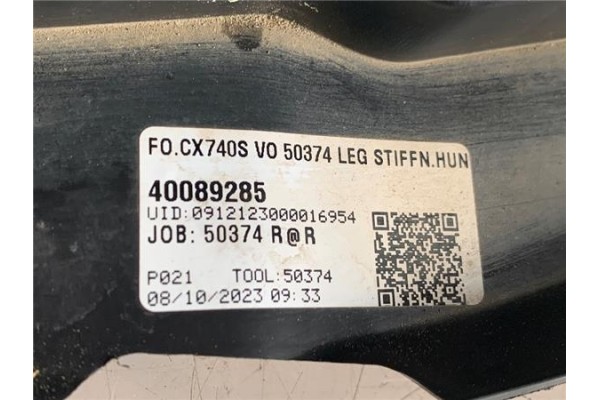 FO.CX740S VO 50374 LEG STIFFN.HUN
40089285
UID:0912123000016954
JOB: 50374 R@R
P021 TOOL:50374
08/10/2023 09:33